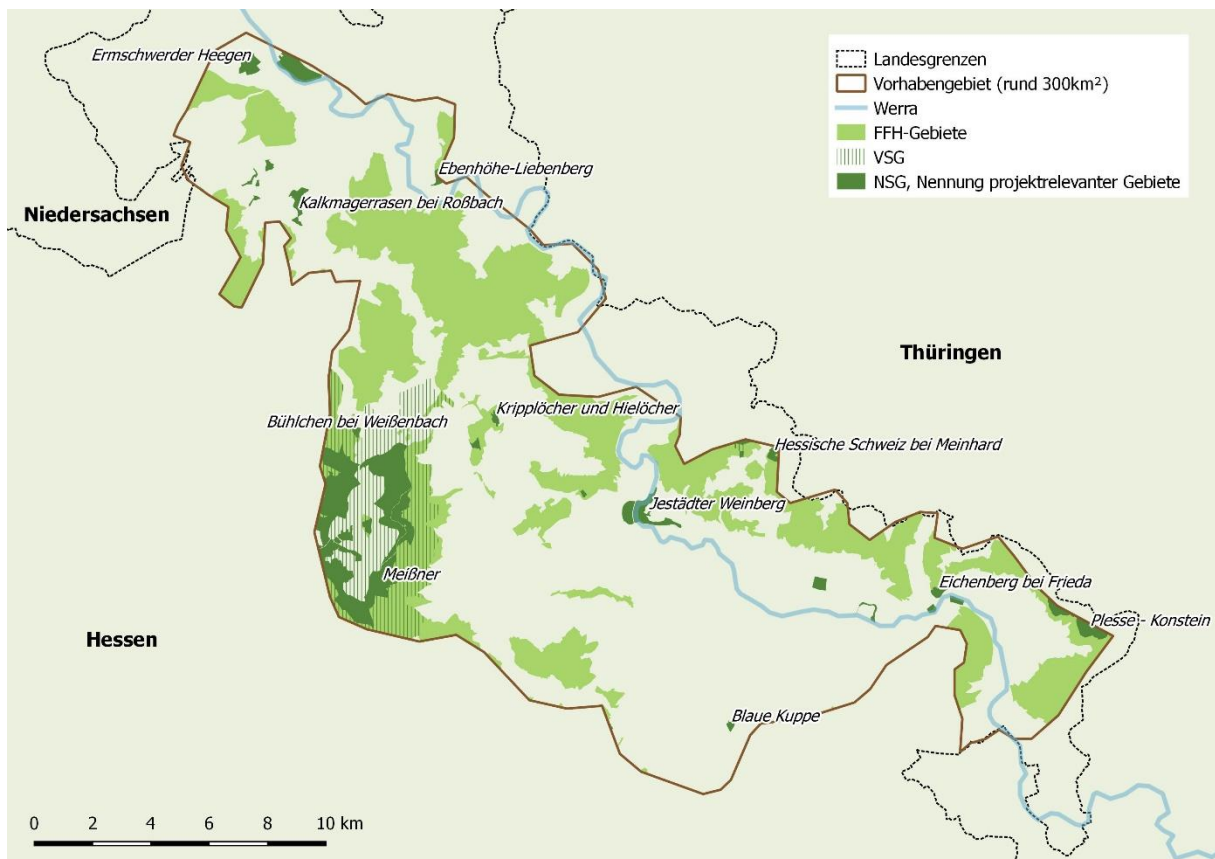 Ermschwerder Heegen
Landesgrenzen
Vorhabengebiet (rund 300km²)
Werra
FFH-Gebiete
VSG
NSG, Nennung projektrelevanter Gebiete
Ebenhöhe-Liebenberg
Kalkmagerrasen bei Roßbach
Niedersachsen
Thüringen
Kripplöcher und Hielöcher
Bühlchen bei Weißenbach
Hessische Schweiz bei Meinhard
Jestädter Weinberg
Meißner
Eichenberg bei Frieda
Plesse - Konstein
Hessen
Blaue Kuppe
0 2 4 6 8 10 km